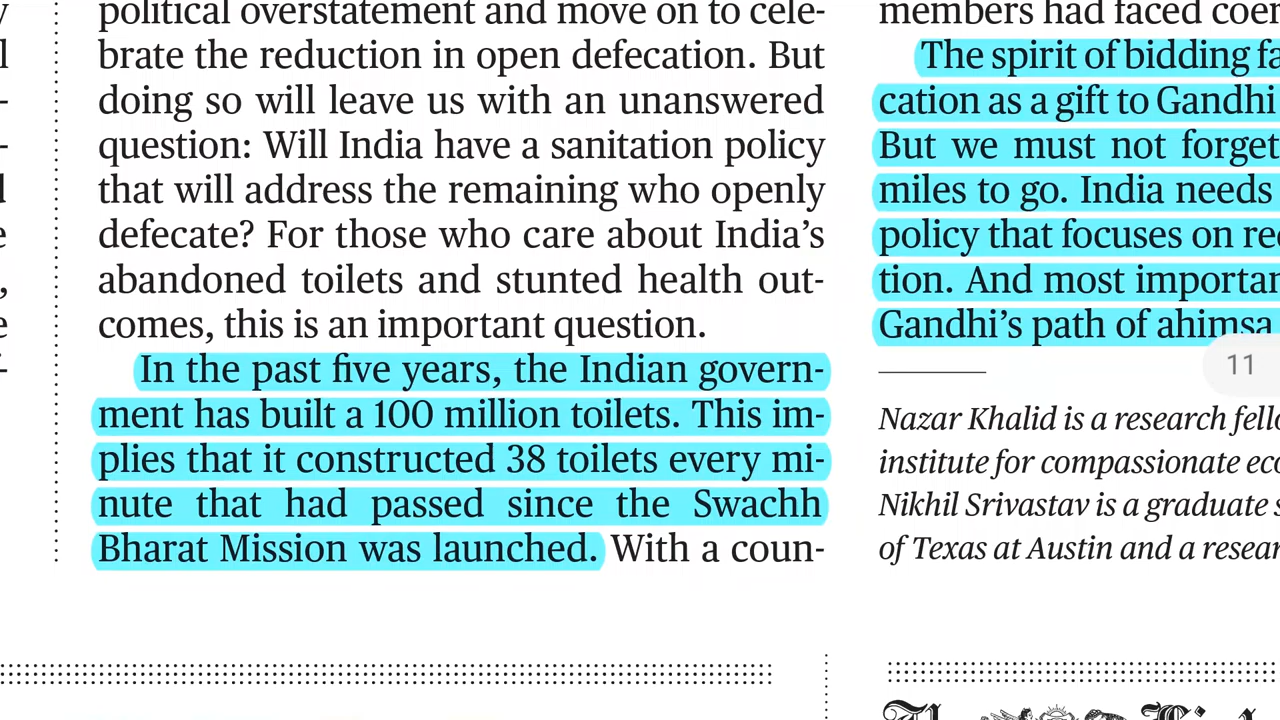 political overstatement and move on to cele-
brate the reduction in open defecation. But
doing so will leave us with an unanswered
question: Will India have a sanitation policy
that will address the remaining who openly
defecate? For those who care about India’s
abandoned toilets and stunted health out-
comes, this is an important question.
In the past five years, the Indian govern-
ment has built a 100 million toilets. This im-
plies that it constructed 38 toilets every mi-
nute that had passed since the Swachh
Bharat Mission was launched. With a coun-
members had faced
The spirit of bidding
cation as a gift to Gandhi
But we must not forget
miles to go. India needs
policy that focuses on
tion. And most
Gandhi’s path of ahimsa
11
Nazar Khalid is a research
institute for compassionate
Nikhil Srivastav is a graduate
of Texas at Austin and a